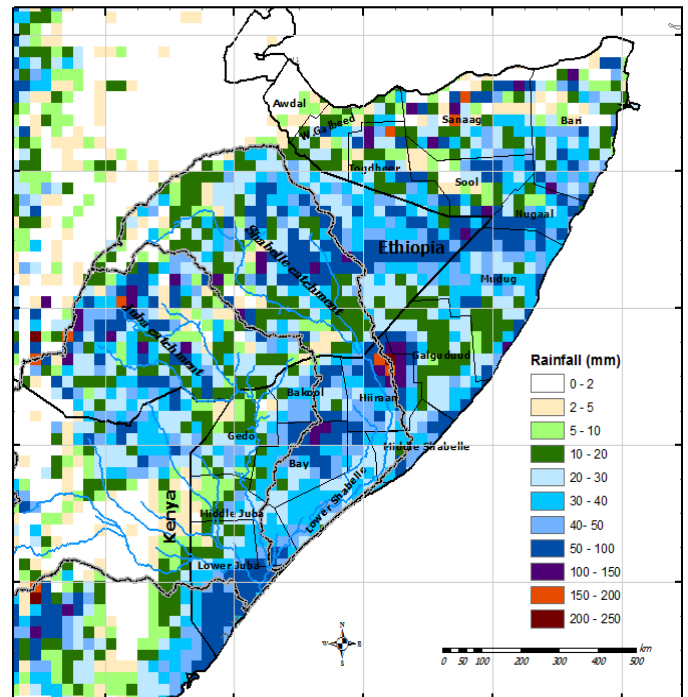 Awdal
W.Galbeed
Sanaag
Bari
Togdheer
Sool
Nugaal
Ethiopia
Shabelle catchment
Mudug
Juba catchment
Galguduud
Rainfall (mm)
0 - 2
2 - 5
5 - 10
10 - 20
20 - 30
30 - 40
40 - 50
50 - 100
100 - 150
150 - 200
200 - 250
Bakool
Hiiraan
Gedo
Middle Shabelle
Bay
Lower Shabelle
Kenya
Middle Juba
Lower Juba
N
W E
S
0 50 100 200 300 400 500 km